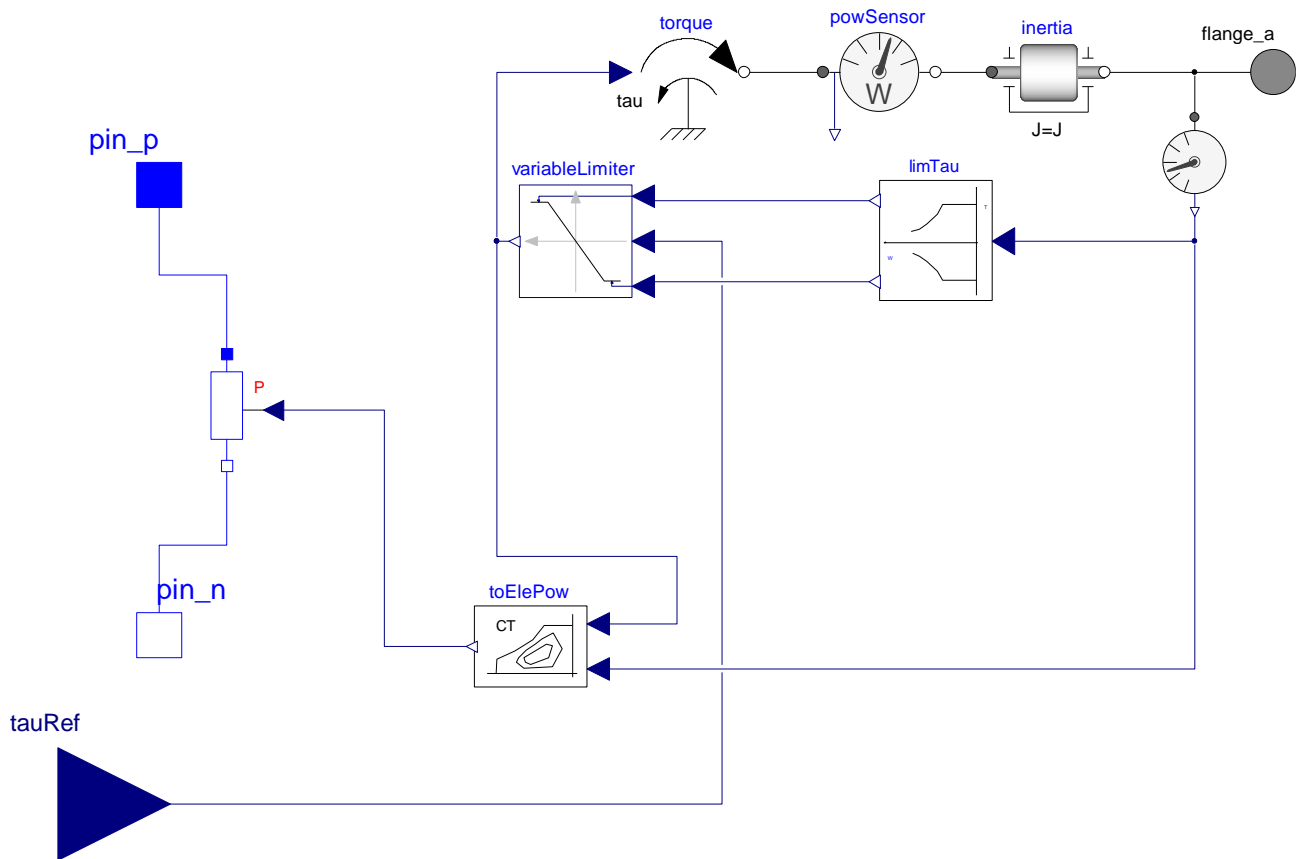 torque
powSensor
inertia
flange_a
tau
W
J=J
pin_p
variableLimiter
limTau
T
w
P
pin_n
toElePow
CT
tauRef